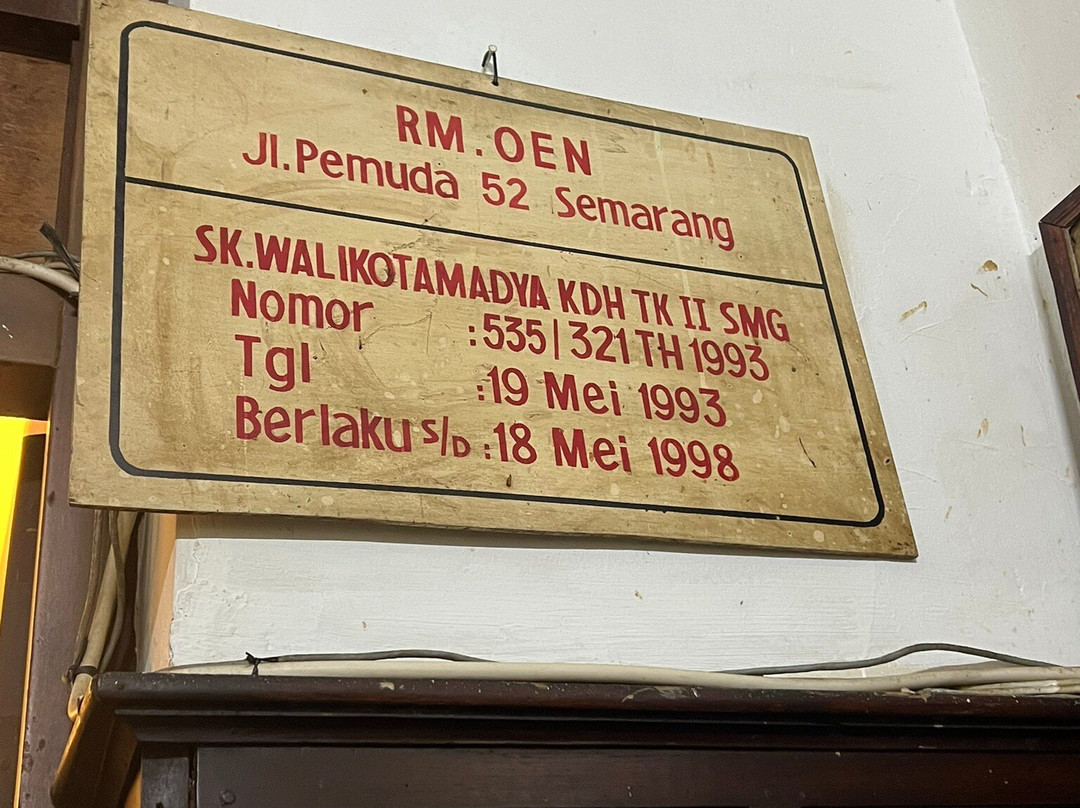 RM. OEN
Jl.Pemuda 52 Semarang
SK.WALIKOTAMADYA KDH TK II SMG
Nomor :535|321 TH 1993
Tgl :19 Mei 1993
Berlaku s/D :18 Mei 1998